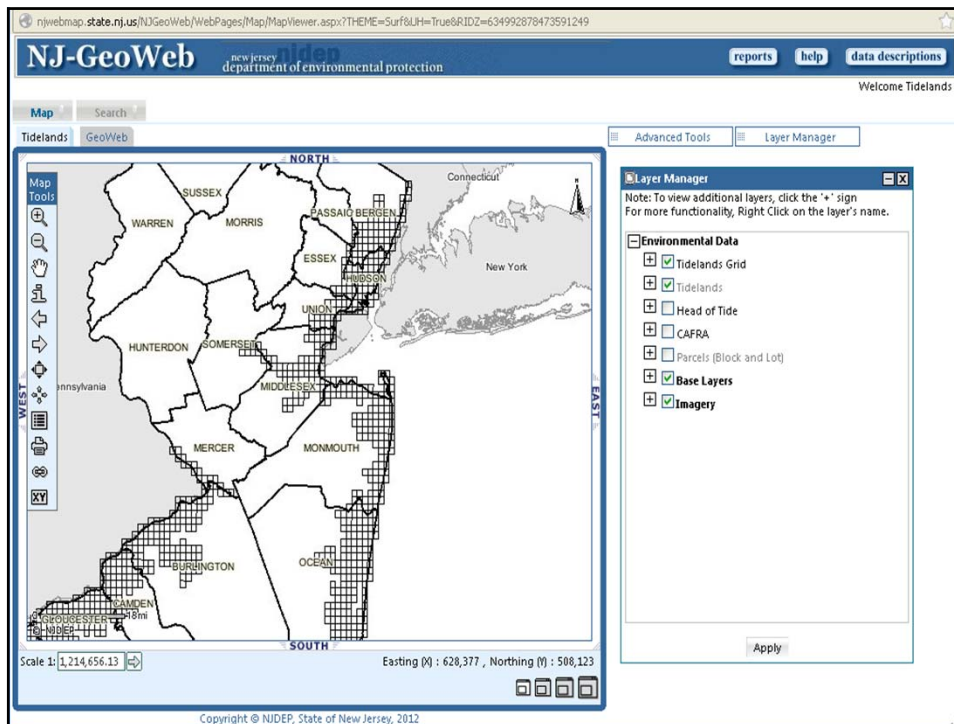 njwebmap.state.nj.us/NJGeoWeb/WebPages/Map/MapViewer.aspx?THEME=Surf&UH=True&RIDZ=634992878473591249
NJ-GeoWeb
njdep
new jersey
department of environmental protection
reports
help
data descriptions
Welcome Tidelands
Map
Search
Tidelands
GeoWeb
Advanced Tools
Layer Manager
NORTH
Map
Tools
XY
WEST
EAST
SUSSEX
PASSAIC
BERGEN
WARREN
MORRIS
ESSEX
HUDSON
UNION
HUNTERDON
SOMERSET
MIDDLESEX
MERCER
MONMOUTH
OCEAN
BURLINGTON
CAMDEN
GLOUCESTER
Connecticut
New York
ennsylvania
18mi
© NJDEP
SOUTH
Scale 1: 1,214,656.13
Easting (X) : 628,377 , Northing (Y) : 508,123
Copyright © NJDEP, State of New Jersey, 2012
Layer Manager
Note: To view additional layers, click the '+' sign
For more functionality, Right Click on the layer's name.
Environmental Data
Tidelands Grid
Tidelands
Head of Tide
CAFRA
Parcels (Block and Lot)
Base Layers
Imagery
Apply